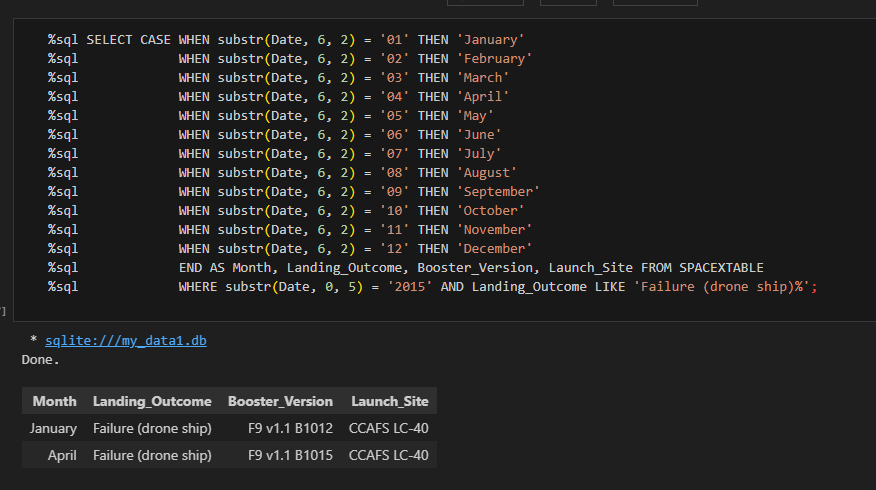 %sql SELECT CASE WHEN substr(Date, 6, 2) = '01' THEN 'January'
%sql WHEN substr(Date, 6, 2) = '02' THEN 'February'
%sql WHEN substr(Date, 6, 2) = '03' THEN 'March'
%sql WHEN substr(Date, 6, 2) = '04' THEN 'April'
%sql WHEN substr(Date, 6, 2) = '05' THEN 'May'
%sql WHEN substr(Date, 6, 2) = '06' THEN 'June'
%sql WHEN substr(Date, 6, 2) = '07' THEN 'July'
%sql WHEN substr(Date, 6, 2) = '08' THEN 'August'
%sql WHEN substr(Date, 6, 2) = '09' THEN 'September'
%sql WHEN substr(Date, 6, 2) = '10' THEN 'October'
%sql WHEN substr(Date, 6, 2) = '11' THEN 'November'
%sql WHEN substr(Date, 6, 2) = '12' THEN 'December'
%sql END AS Month, Landing_Outcome, Booster_Version, Launch_Site FROM SPACEXTABLE
%sql WHERE substr(Date, 0, 5) = '2015' AND Landing_Outcome LIKE 'Failure (drone ship)%';
* sqlite:///my_data1.db
Done.
Month Landing_Outcome Booster_Version Launch_Site
January Failure (drone ship) F9 v1.1 B1012 CCAFS LC-40
April Failure (drone ship) F9 v1.1 B1015 CCAFS LC-40